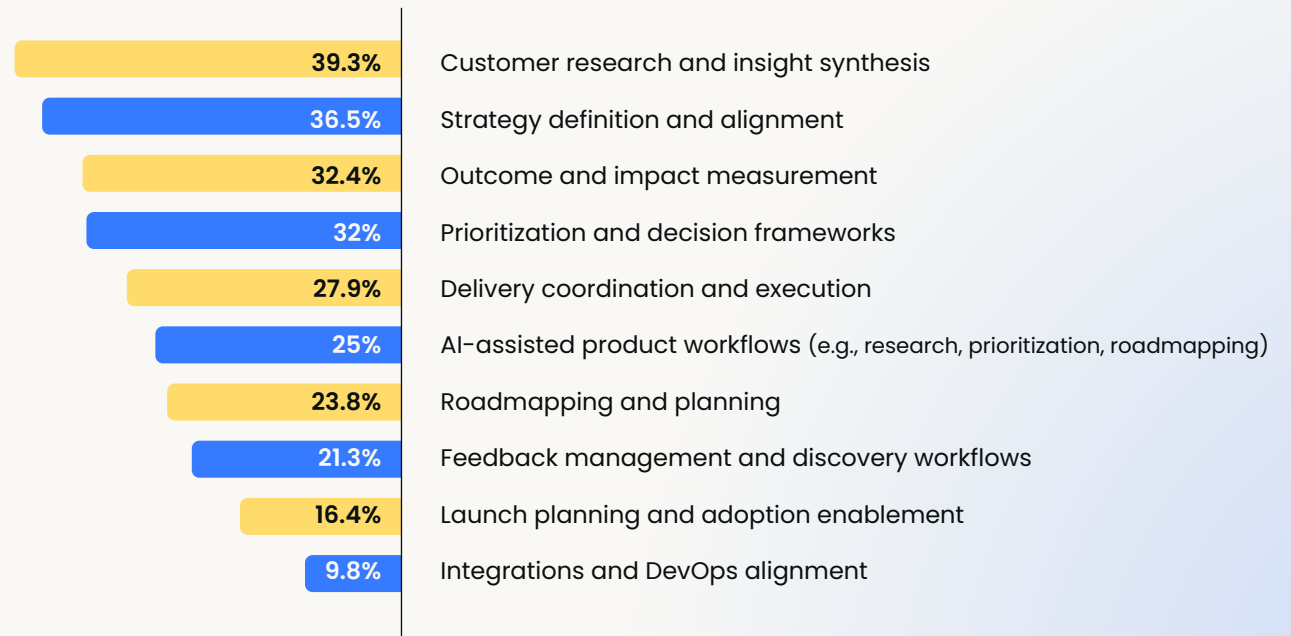 39.3% Customer research and insight synthesis
36.5% Strategy definition and alignment
32.4% Outcome and impact measurement
32% Prioritization and decision frameworks
27.9% Delivery coordination and execution
25% AI-assisted product workflows (e.g., research, prioritization, roadmapping)
23.8% Roadmapping and planning
21.3% Feedback management and discovery workflows
16.4% Launch planning and adoption enablement
9.8% Integrations and DevOps alignment